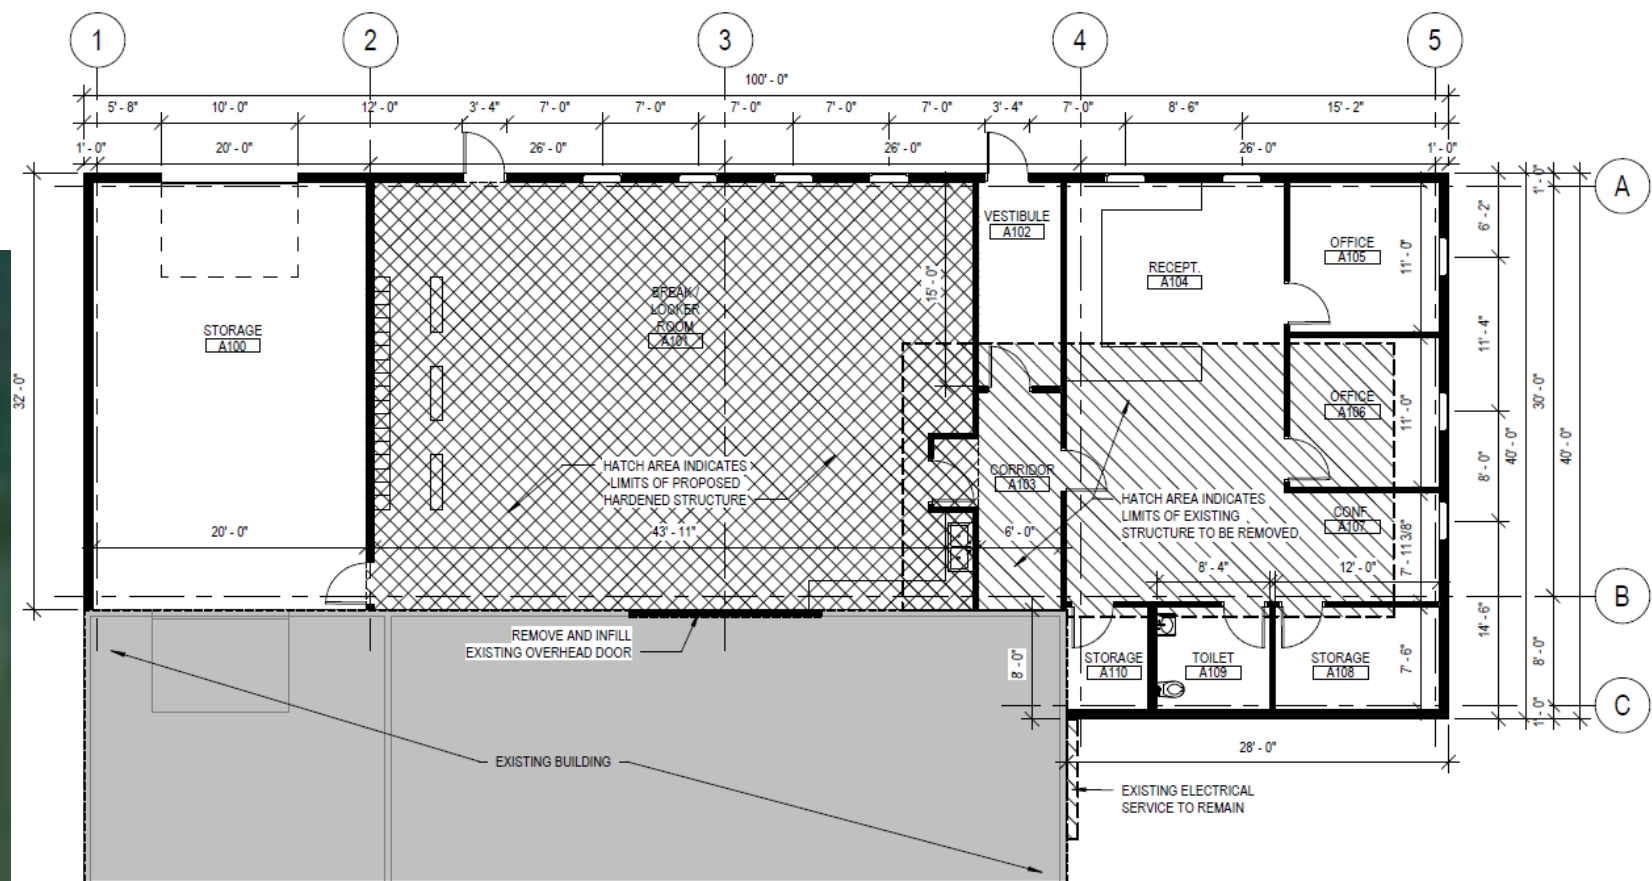 1 2 3 4 5
100' - 0"
5' - 8" 10' - 0" 12' - 0" 3' - 4" 7' - 0" 7' - 0" 7' - 0" 7' - 0" 7' - 0" 3' - 4" 7' - 0" 8' - 6" 15' - 2"
1' - 0" 20' - 0" 26' - 0" 26' - 0" 26' - 0" 1' - 0"
A
1' - 0"
6' - 2"
VESTIBULE
A102
OFFICE
A105
11' - 0"
RECEPT.
A104
15' - 0"
BREAK /
LOCKER
ROOM
A101
STORAGE
A100
11' - 4"
32' - 0"
OFFICE
A106
11' - 0"
30' - 0"
40' - 0"
40' - 0"
HATCH AREA INDICATES
LIMITS OF PROPOSED
HARDENED STRUCTURE
CORRIDOR
A103
8' - 0"
HATCH AREA INDICATES
LIMITS OF EXISTING
STRUCTURE TO BE REMOVED
CONF.
A107
20' - 0" 43' - 11" 6' - 0"
7' - 11 3/8"
8' - 4" 12' - 0"
B
14' - 6"
REMOVE AND INFILL
EXISTING OVERHEAD DOOR
8' - 0"
STORAGE
A110
TOILET
A109
STORAGE
A108
7' - 6"
8' - 0"
C
1' - 0"
28' - 0"
EXISTING BUILDING
EXISTING ELECTRICAL
SERVICE TO REMAIN